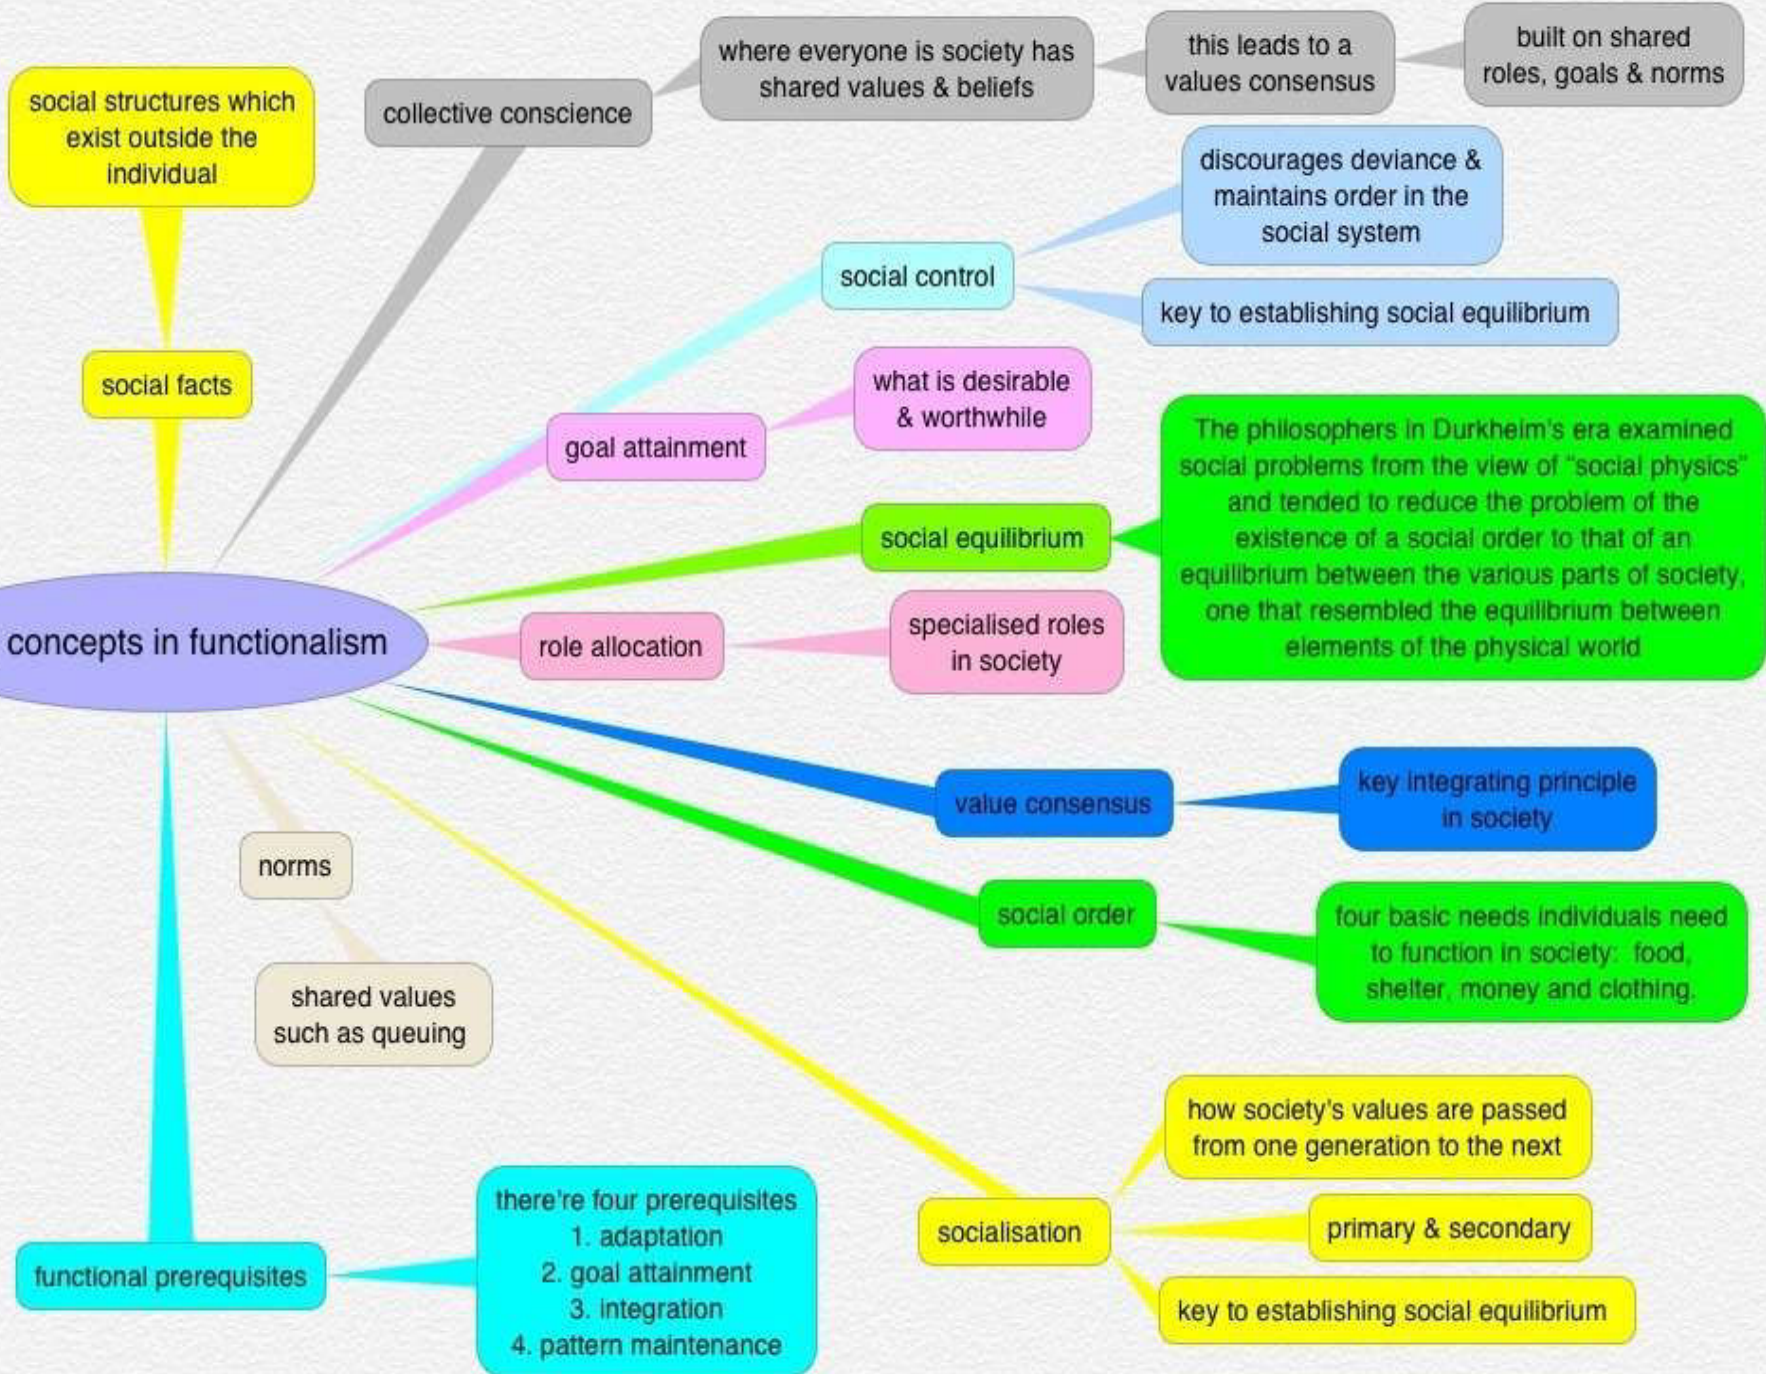 social structures which
exist outside the
individual
social facts
collective conscience
where everyone is society has
shared values & beliefs
this leads to a
values consensus
built on shared
roles, goals & norms
social control
discourages deviance &
maintains order in the
social system
key to establishing social equilibrium
goal attainment
what is desirable
& worthwhile
social equilibrium
The philosophers in Durkheim's era examined
social problems from the view of "social physics"
and tended to reduce the problem of the
existence of a social order to that of an
equilibrium between the various parts of society,
one that resembled the equilibrium between
elements of the physical world
concepts in functionalism
role allocation
specialised roles
in society
value consensus
key integrating principle
in society
social order
four basic needs individuals need
to function in society: food,
shelter, money and clothing.
norms
shared values
such as queuing
socialisation
how society's values are passed
from one generation to the next
primary & secondary
key to establishing social equilibrium
functional prerequisites
there're four prerequisites
1. adaptation
2. goal attainment
3. integration
4. pattern maintenance